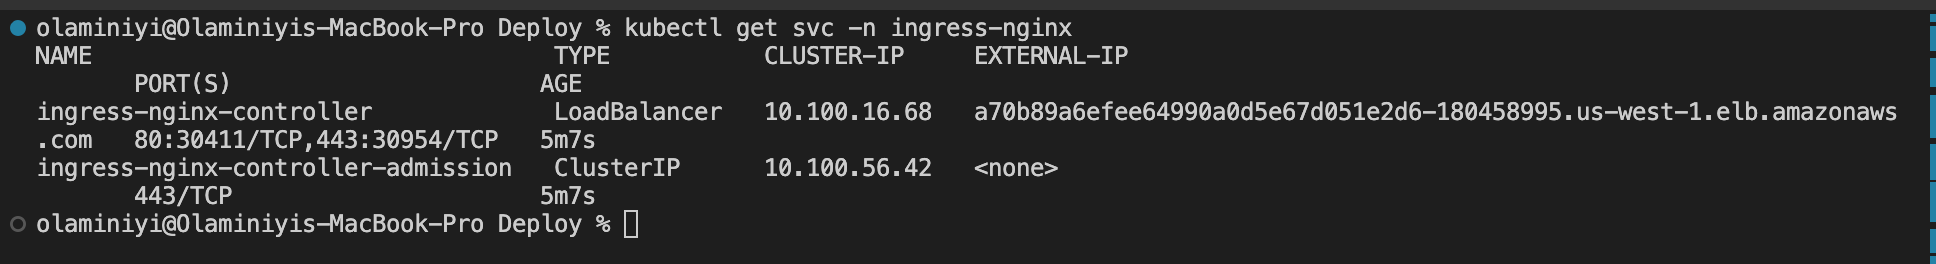 olaminiyi@Olaminiyis-MacBook-Pro Deploy % kubectl get svc -n ingress-nginx
NAME TYPE CLUSTER-IP EXTERNAL-IP
PORT(S) AGE
ingress-nginx-controller LoadBalancer 10.100.16.68 a70b89a6efee64990a0d5e67d051e2d6-180458995.us-west-1.elb.amazonaws
.com 80:30411/TCP,443:30954/TCP 5m7s
ingress-nginx-controller-admission ClusterIP 10.100.56.42 <none>
443/TCP 5m7s
olaminiyi@Olaminiyis-MacBook-Pro Deploy %